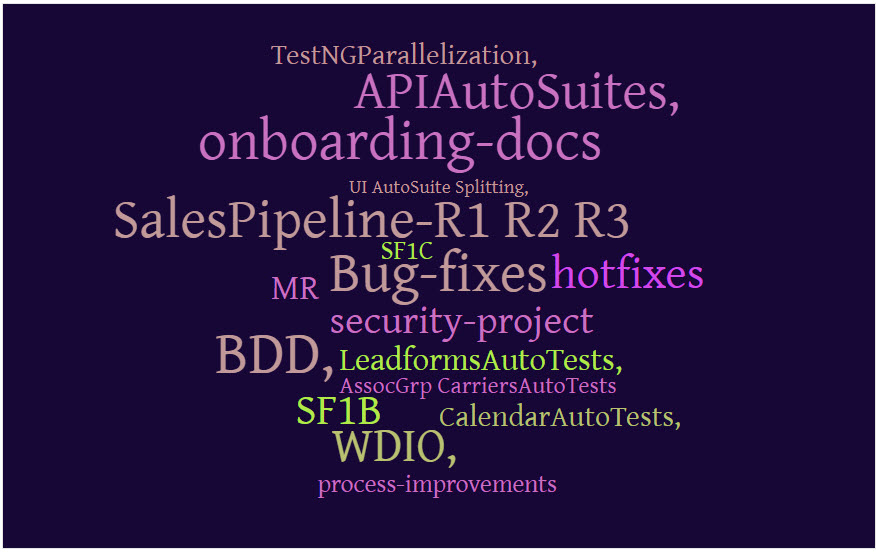 TestNGParallelization,
APIAutoSuites,
onboarding-docs
UI AutoSuite Splitting,
SalesPipeline-R1 R2 R3
SF1C
Bug-fixes
hotfixes
MR
security-project
BDD,
LeadformsAutoTests,
AssocGrp CarriersAutoTests
SF1B
CalendarAutoTests,
WDIO,
process-improvements